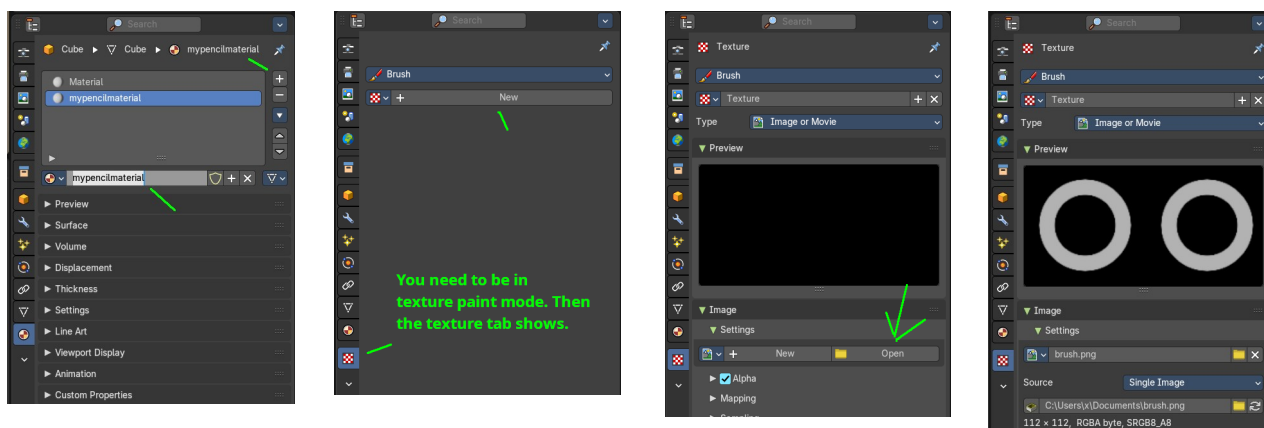 Search
Cube ▸ Cube ▸ mypencilmaterial
Material
mypencilmaterial
mypencilmaterial
Preview
Surface
Volume
Displacement
Thickness
Settings
Line Art
Viewport Display
Animation
Custom Properties
Search
Brush
New
You need to be in
texture paint mode. Then
the texture tab shows.
Search
Texture
Brush
Texture
Type Image or Movie
Preview
Image
Settings
New Open
Alpha
Mapping
Sampling
Search
Texture
Brush
Texture
Type Image or Movie
Preview
Image
Settings
brush.png
Source Single Image
C:\Users\x\Documents\brush.png
112 × 112, RGBA byte, SRGB8_A8